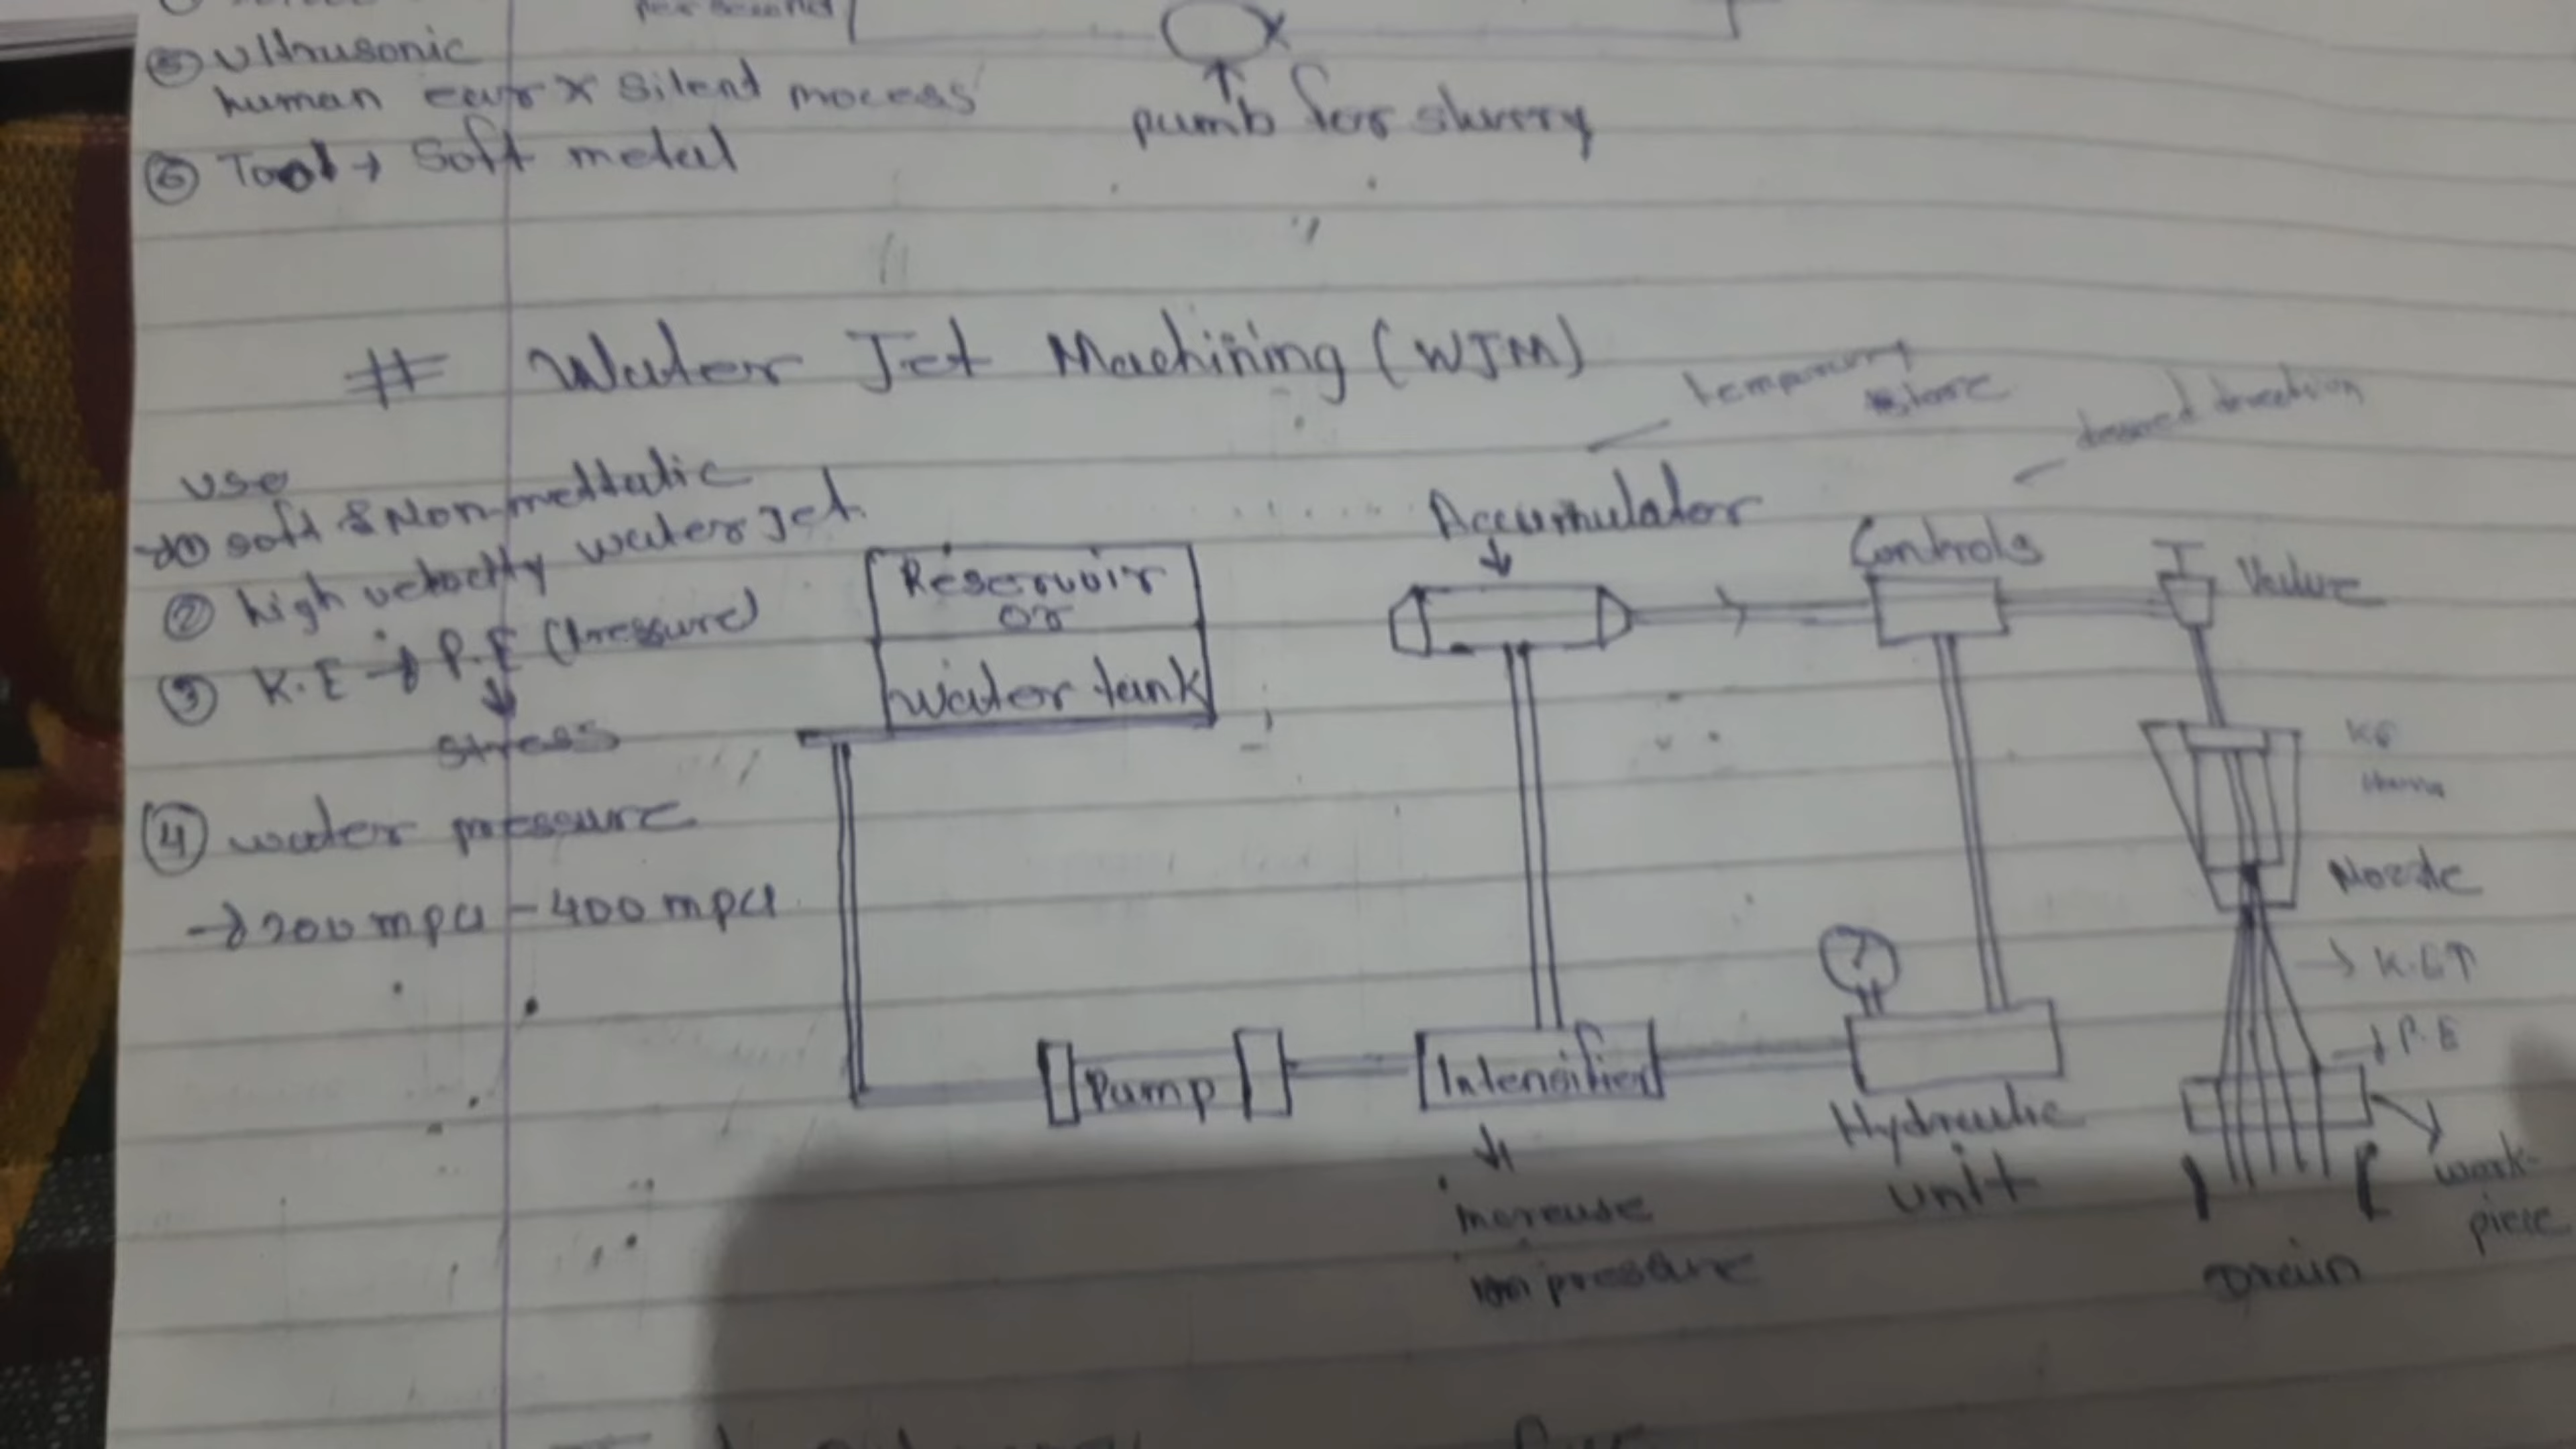 ⑤ Ultrasonic
human ear x silent process
⑥ Tool → Soft metal
pumb for slurry
# Water Jet Machining (WJM)
use
→① soft & Non-mettalic
② high velocity water jet
③ K.E → P.E (Pressure)
↓
stress
④ water pressure
→ 200 mpa - 400 mpa
temporary
store
desired direction
Accumulator
Controls
Valve
Reservoir
or
water tank
Nozzle
→ K.E↑
→ P.E
Pump
Intensifier
Hydraulic
unit
increase
in pressure
work-
piece
Drain